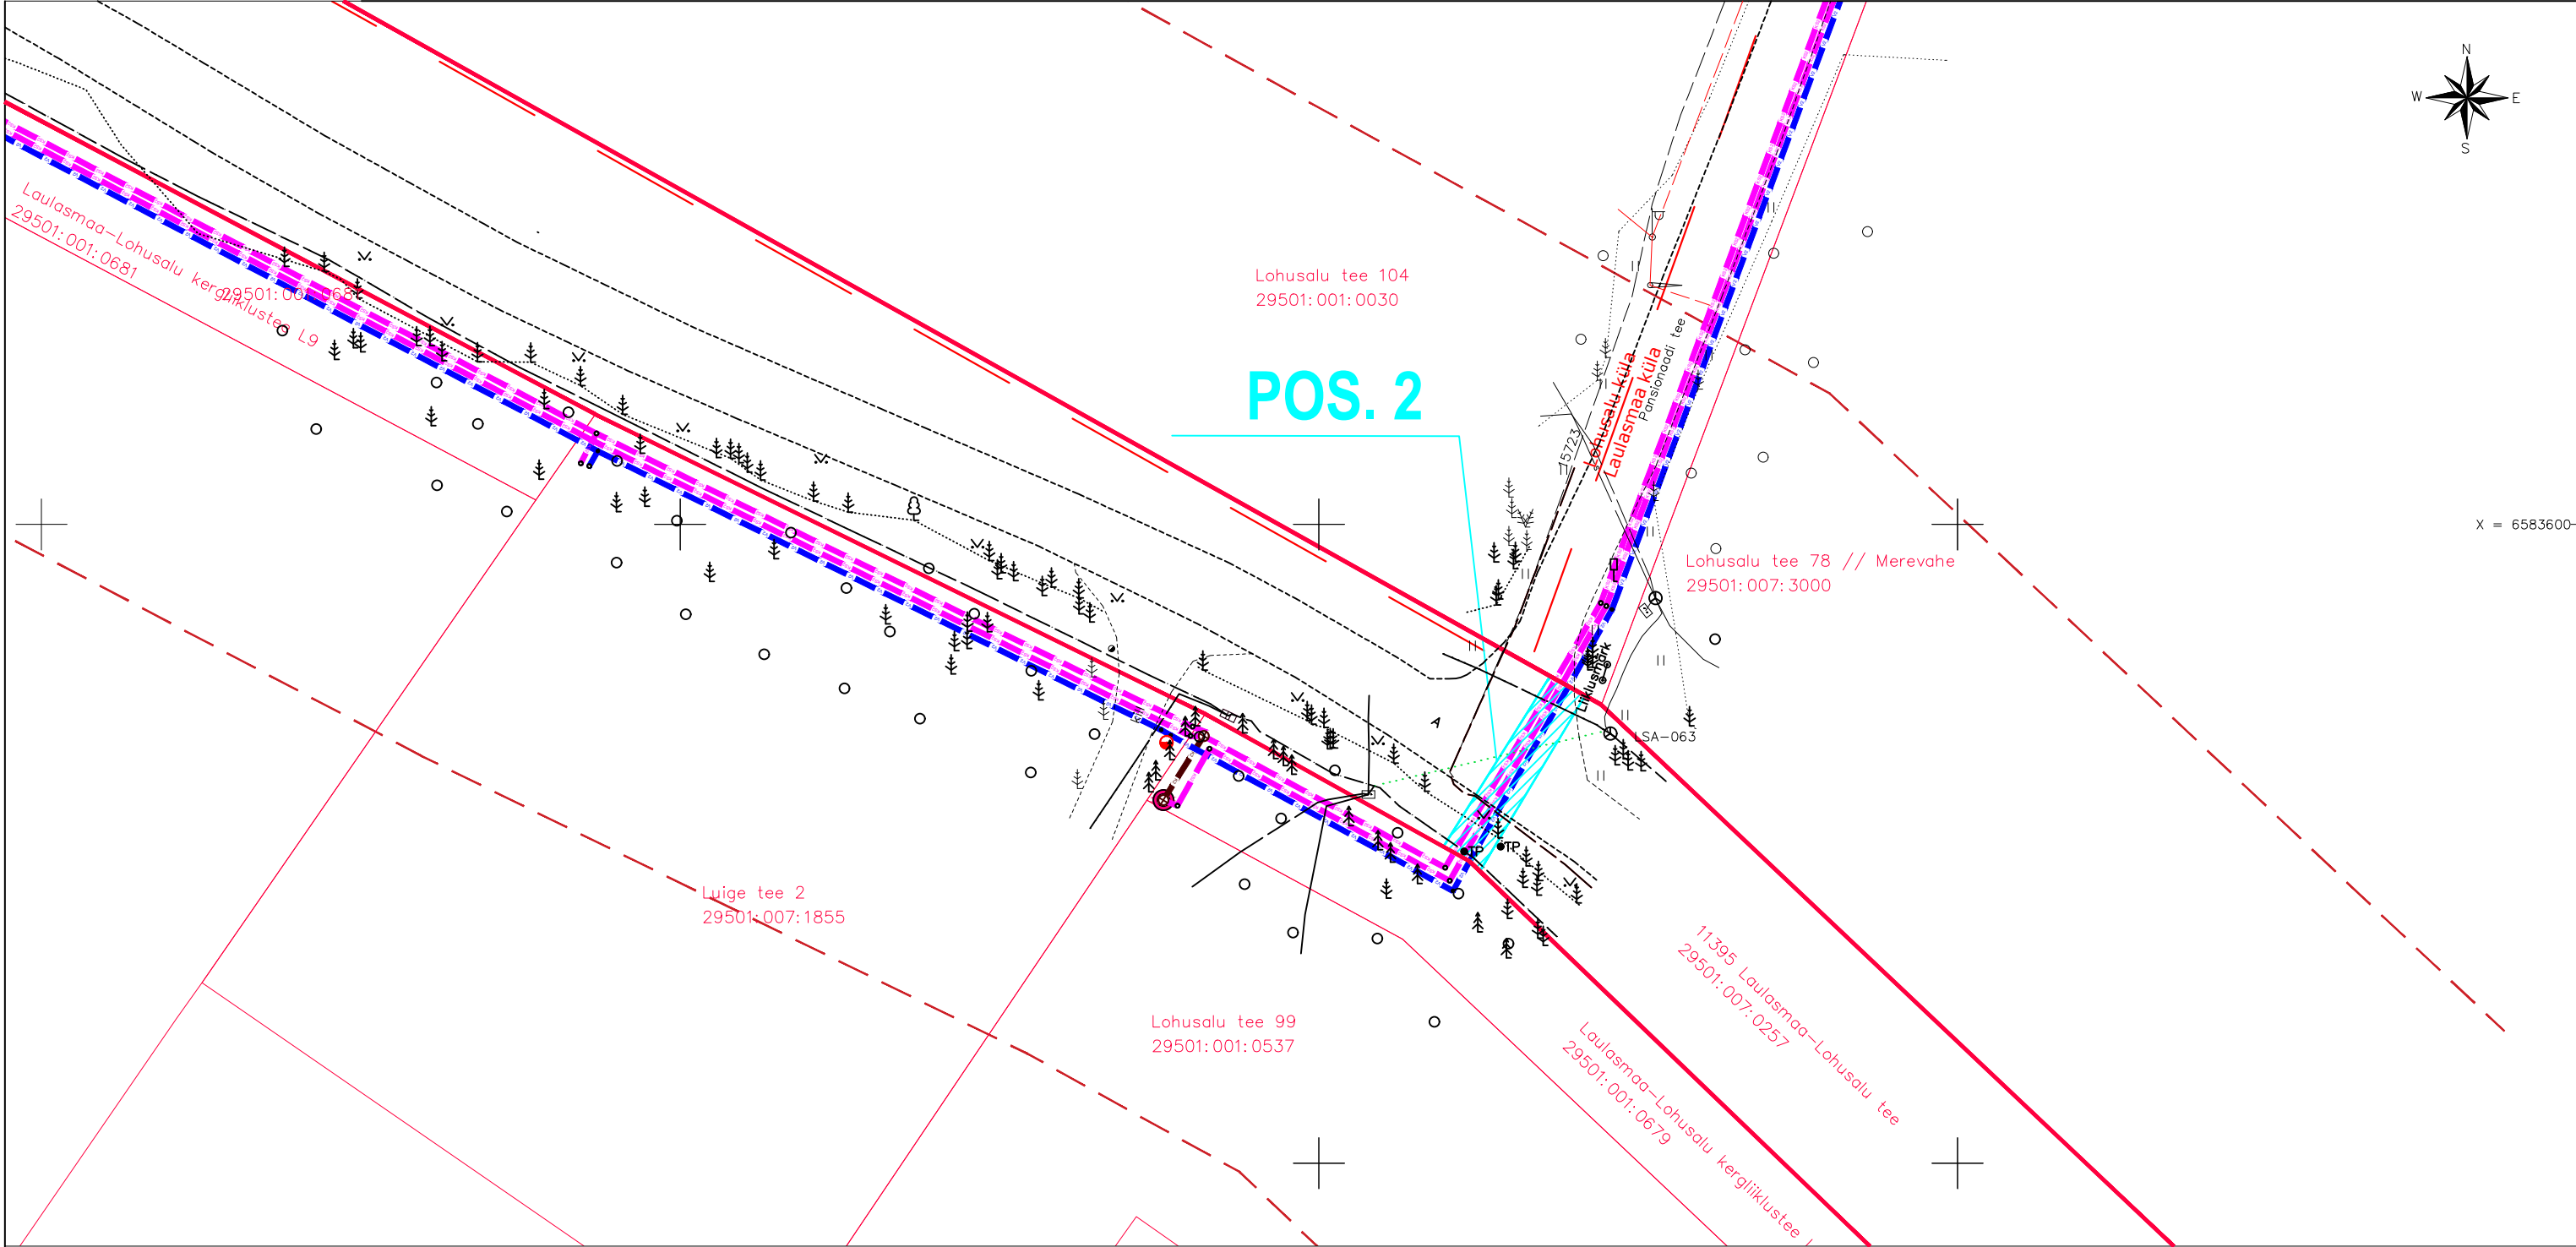 N
W
E
S
Laulasmaa-Lohusalu kergliiklustee L9
29501:001:0681
Lohusalu tee 104
29501:001:0030
POS. 2
Lohusalu küla
Laulasmaa küla
Pansionaadi tee
15723
X = 6583600
Lohusalu tee 78 // Merevahe
29501:007:3000
Liiklusmärk
LSA-063
A
TP
TP
Luige tee 2
29501:007:1855
Lohusalu tee 99
29501:001:0537
11395 Laulasmaa-Lohusalu tee
29501:007:0257
Laulasmaa-Lohusalu kergliiklustee
29501:001:0679